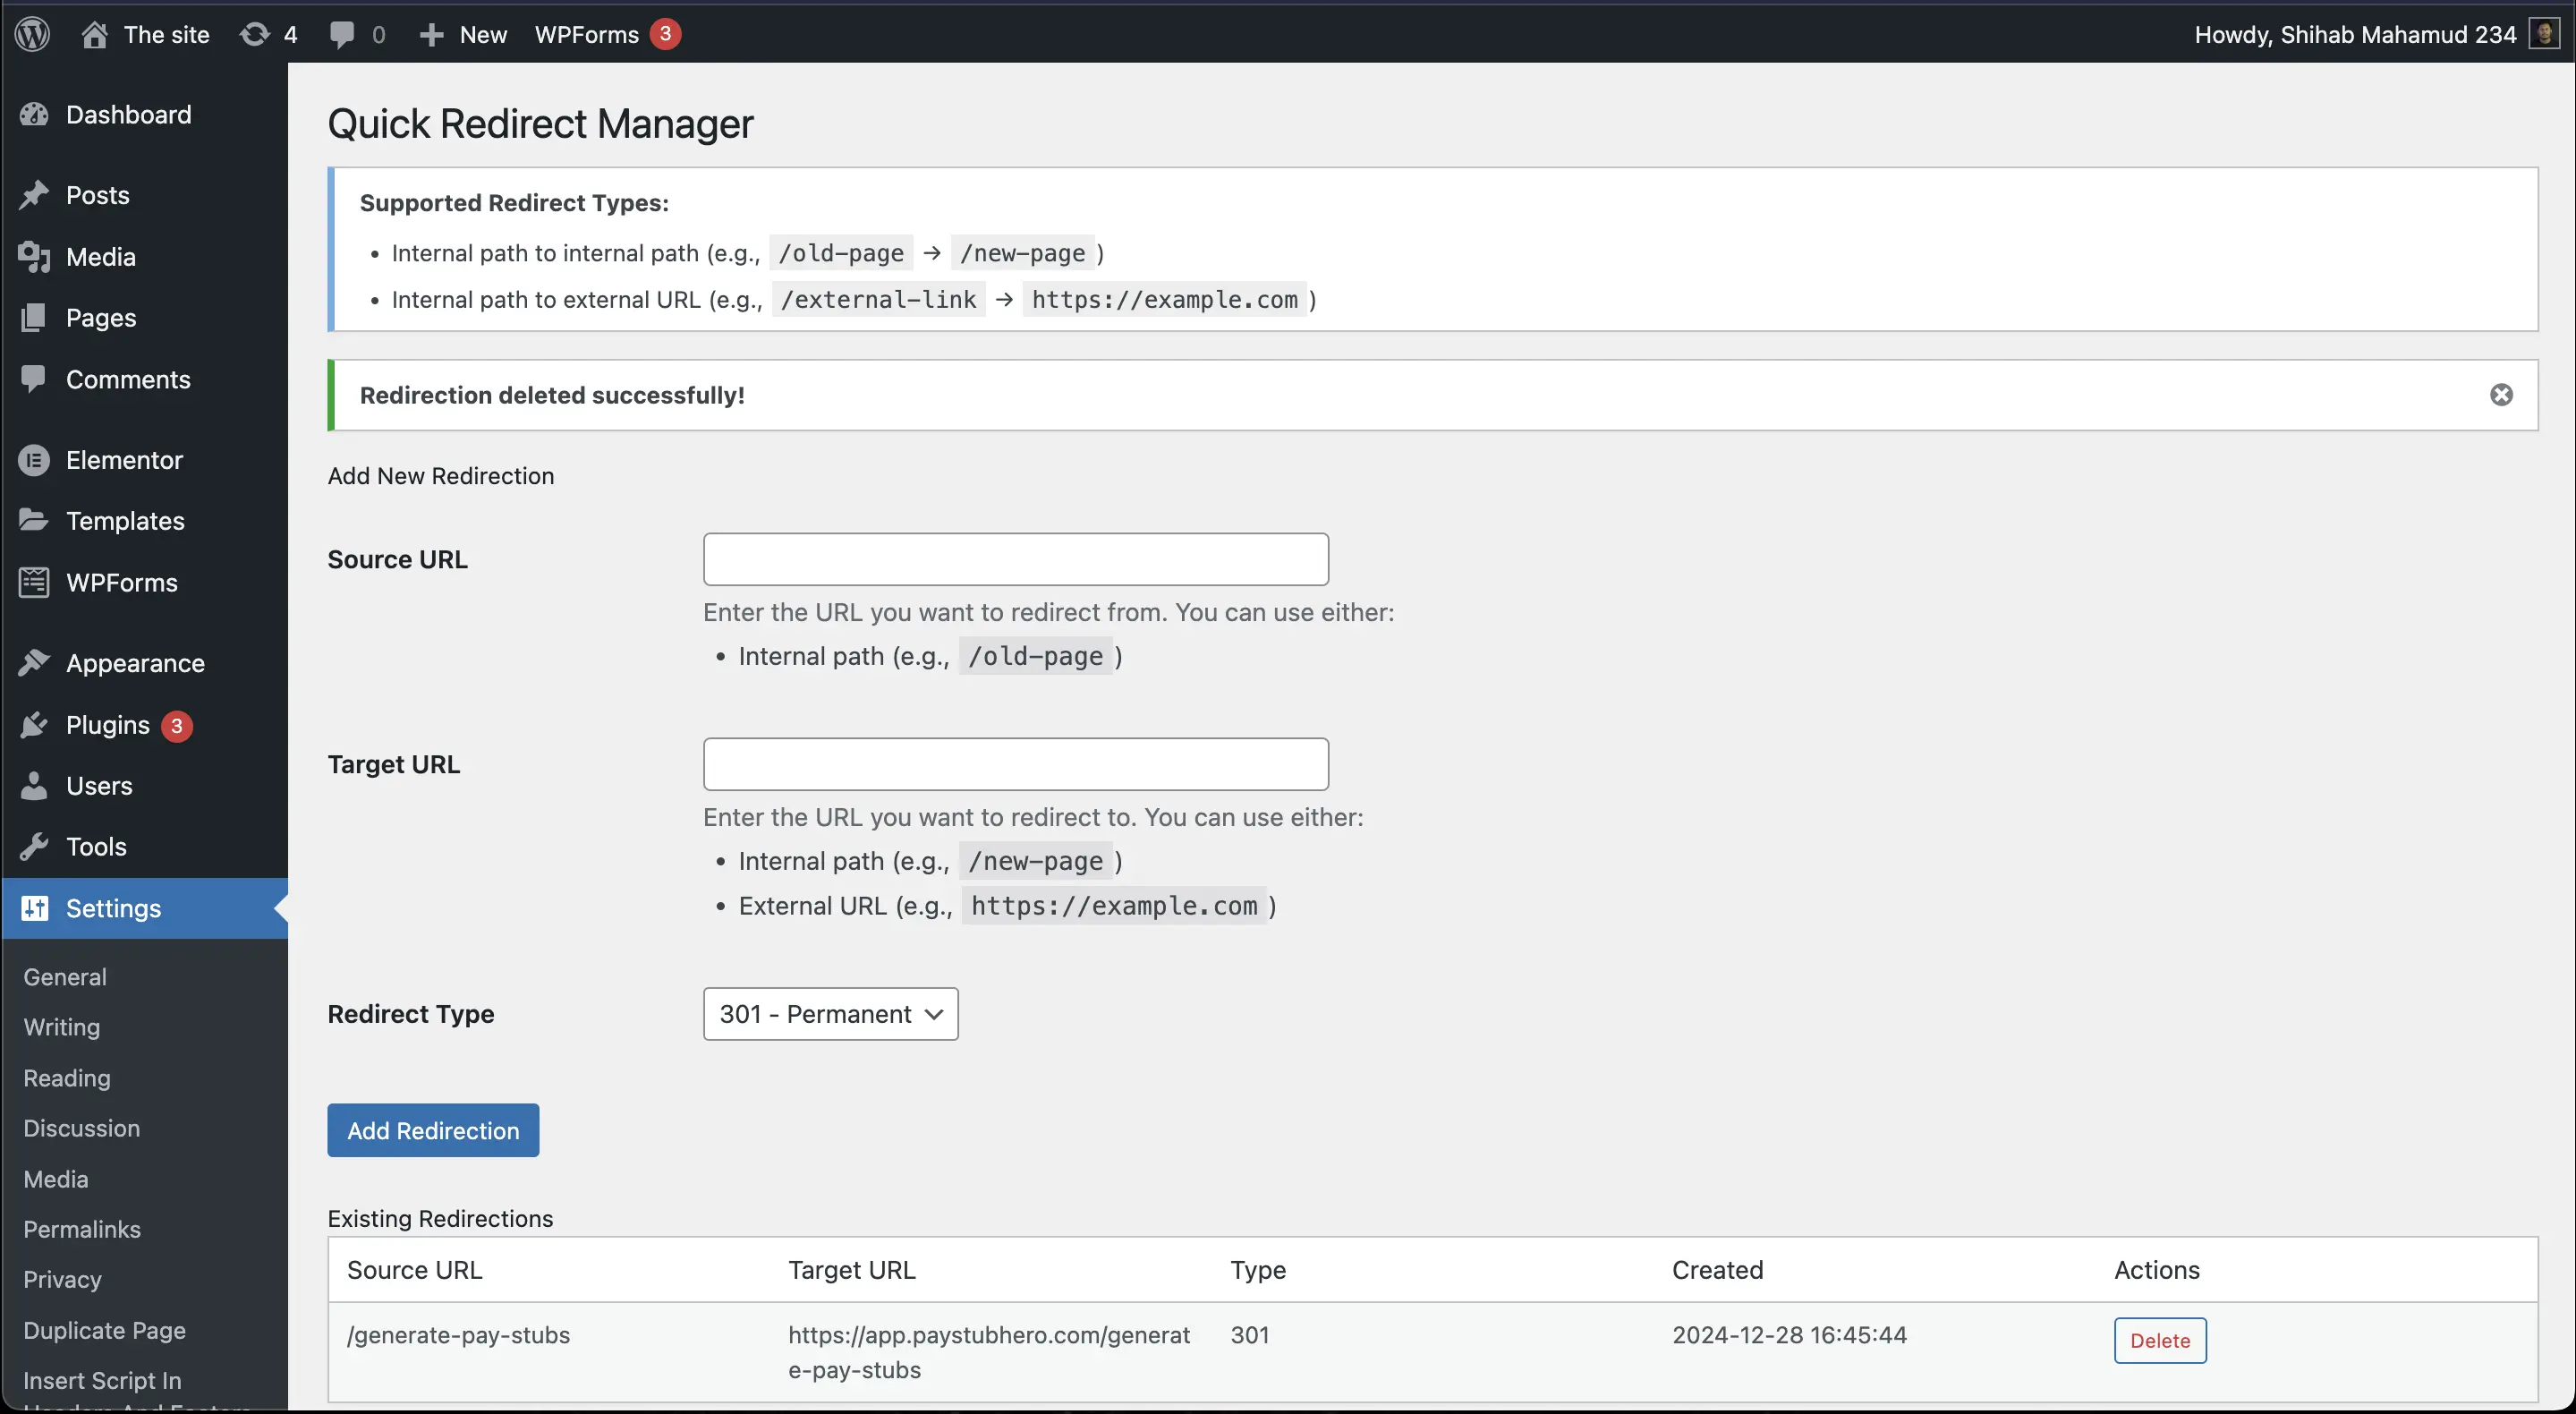 The site 4 0 New WPForms 3 Howdy, Shihab Mahamud 234
Dashboard
Posts
Media
Pages
Comments
Elementor
Templates
WPForms
Appearance
Plugins 3
Users
Tools
Settings
General
Writing
Reading
Discussion
Media
Permalinks
Privacy
Duplicate Page
Insert Script In
Headers And Footers
Quick Redirect Manager
Supported Redirect Types:
• Internal path to internal path (e.g., /old-page → /new-page )
• Internal path to external URL (e.g., /external-link → https://example.com )
Redirection deleted successfully!
Add New Redirection
Source URL
Enter the URL you want to redirect from. You can use either:
• Internal path (e.g., /old-page )
Target URL
Enter the URL you want to redirect to. You can use either:
• Internal path (e.g., /new-page )
• External URL (e.g., https://example.com )
Redirect Type 301 - Permanent
Add Redirection
Existing Redirections
Source URL Target URL Type Created Actions
/generate-pay-stubs https://app.paystubhero.com/generat 301 2024-12-28 16:45:44 Delete
e-pay-stubs